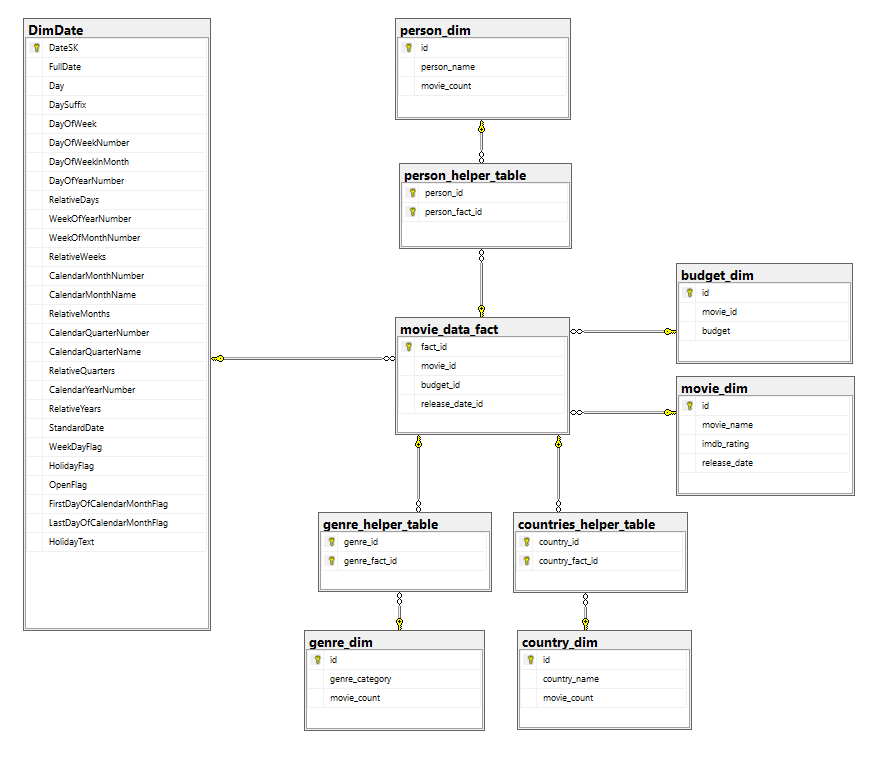 DimDate
DateSK
FullDate
Day
DaySuffix
DayOfWeek
DayOfWeekNumber
DayOfWeekInMonth
DayOfYearNumber
RelativeDays
WeekOfYearNumber
WeekOfMonthNumber
RelativeWeeks
CalendarMonthNumber
CalendarMonthName
RelativeMonths
CalendarQuarterNumber
CalendarQuarterName
RelativeQuarters
CalendarYearNumber
RelativeYears
StandardDate
WeekDayFlag
HolidayFlag
OpenFlag
FirstDayOfCalendarMonthFlag
LastDayOfCalendarMonthFlag
HolidayText
person_dim
id
person_name
movie_count
person_helper_table
person_id
person_fact_id
movie_data_fact
fact_id
movie_id
budget_id
release_date_id
budget_dim
id
movie_id
budget
movie_dim
id
movie_name
imdb_rating
release_date
genre_helper_table
genre_id
genre_fact_id
countries_helper_table
country_id
country_fact_id
genre_dim
id
genre_category
movie_count
country_dim
id
country_name
movie_count